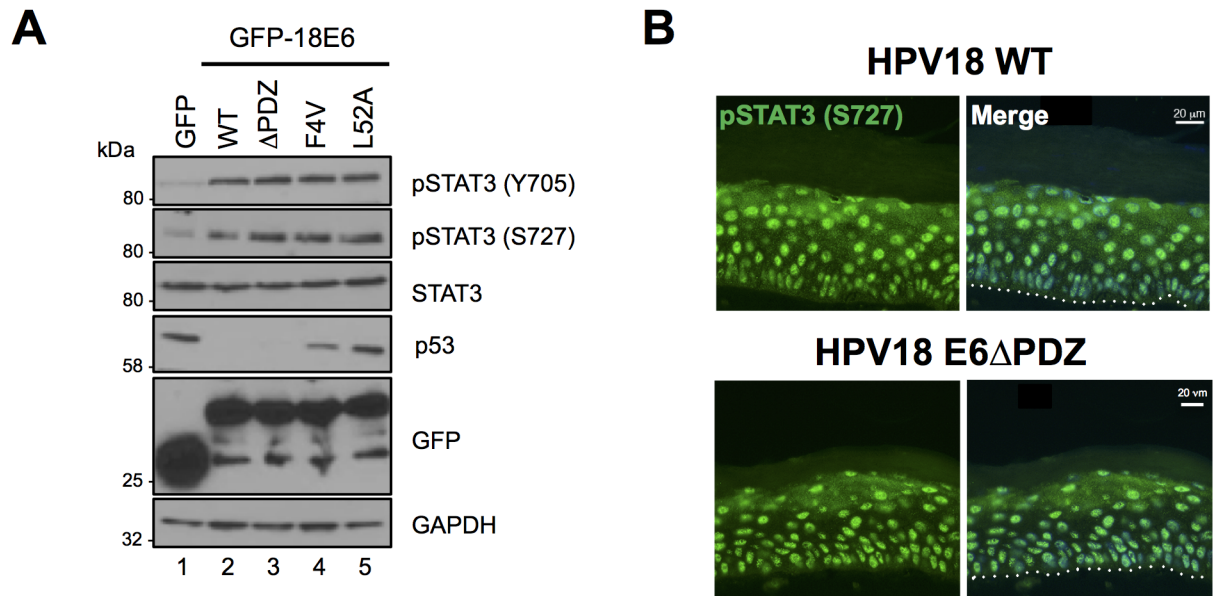 A
GFP-18E6
GFP
WT
ΔPDZ
F4V
L52A
kDa
80
pSTAT3 (Y705)
80
pSTAT3 (S727)
80
STAT3
58
p53
25
GFP
32
GAPDH
1 2 3 4 5
B
HPV18 WT
pSTAT3 (S727)
Merge
20 μm
HPV18 E6ΔPDZ
20 νm